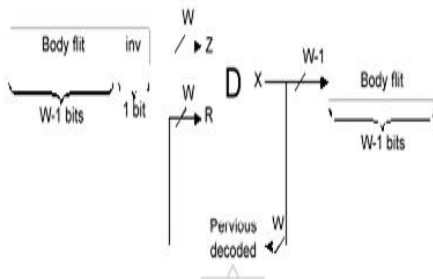 Body flit inv
W-1 bits 1 bit
W
Z
W
R
D
X
W-1
Body flit
W-1 bits
W
Pervious
decoded